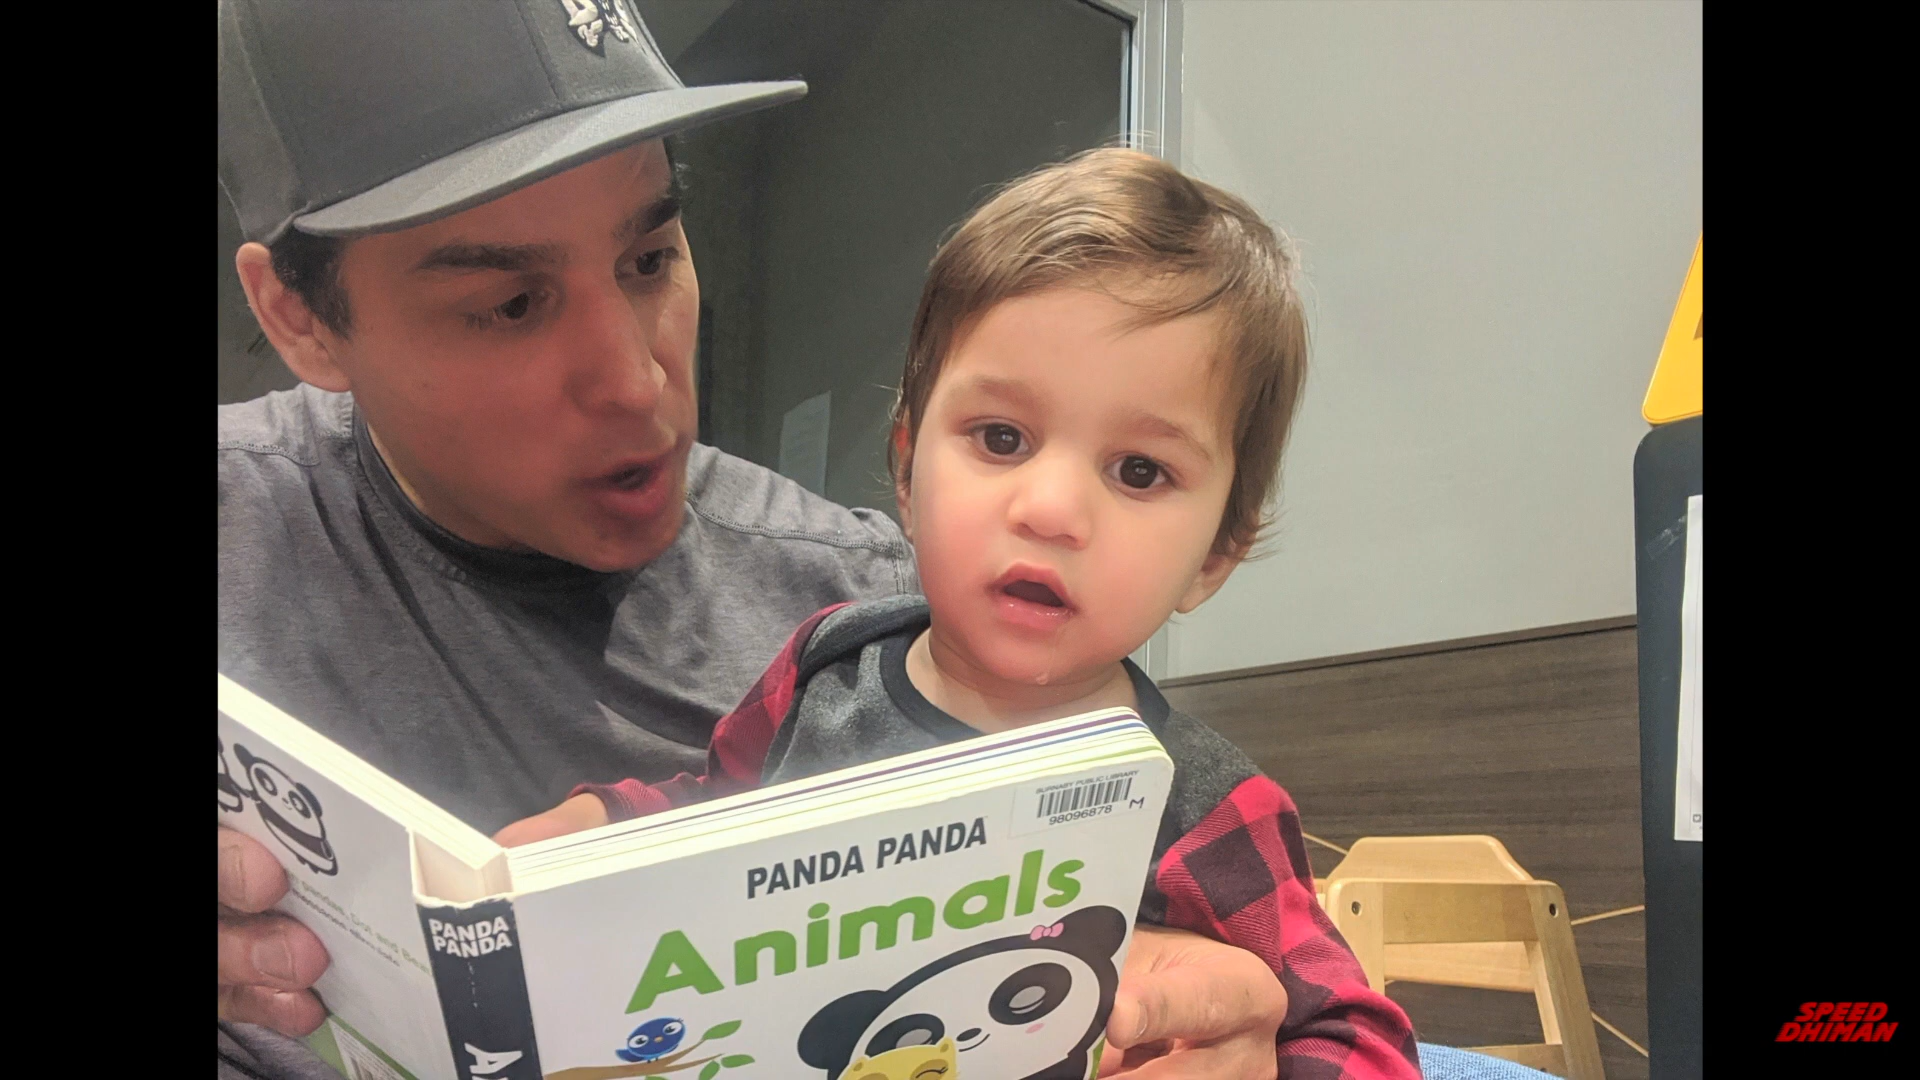 BURNABY PUBLIC LIBRARY
98096878 M
PANDA PANDA
Animals
PANDA
PANDA
SPEED
DHIMAN